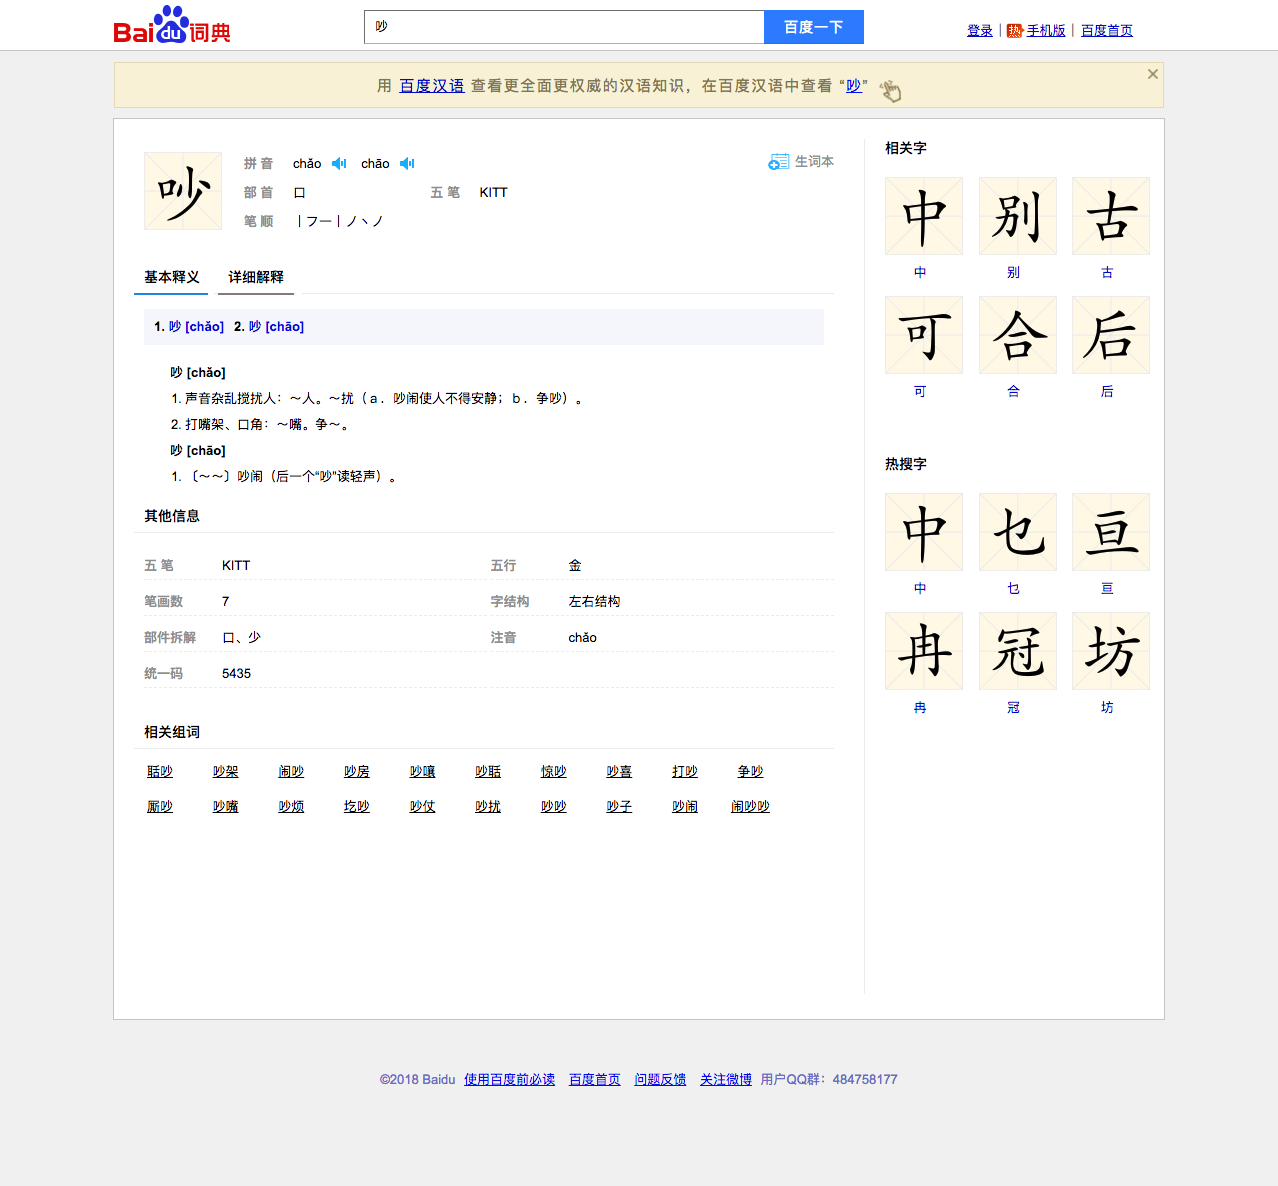 Bai du 词典
吵
百度一下
登录 | 热 手机版 | 百度首页
用 百度汉语 查看更全面更权威的汉语知识，在百度汉语中查看 “吵”
吵
拼 音 chǎo chāo
生词本
部 首 口 五 笔 KITT
笔 顺 丨フ一丨ノ丶ノ
基本释义 详细解释
1. 吵 [chǎo] 2. 吵 [chāo]
吵 [chǎo]
1. 声音杂乱搅扰人：～人。～扰（ａ．吵闹使人不得安静；ｂ．争吵）。
2. 打嘴架、口角：～嘴。争～。
吵 [chāo]
1. 〔～～〕吵闹（后一个“吵”读轻声）。
其他信息
五 笔 KITT 五行 金
笔画数 7 字结构 左右结构
部件拆解 口、少 注音 chǎo
统一码 5435
相关组词
聒吵 吵架 闹吵 吵房 吵嚷 吵聒 惊吵 吵喜 打吵 争吵
厮吵 吵嘴 吵烦 圪吵 吵仗 吵扰 吵吵 吵子 吵闹 闹吵吵
相关字
中 别 古
中 别 古
可 合 后
可 合 后
热搜字
中 乜 亘
中 乜 亘
冉 冠 坊
冉 冠 坊
©2018 Baidu 使用百度前必读 百度首页 问题反馈 关注微博 用户QQ群：484758177